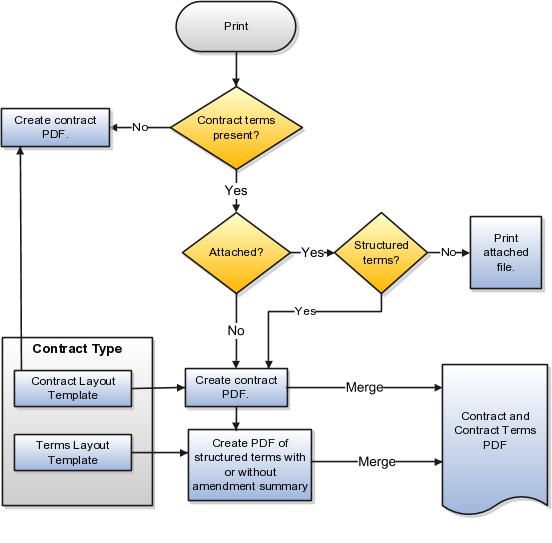 Print
Contract terms
present?
No
Create contract
PDF.
Yes
Attached?
Yes
Structured
terms?
No
Print
attached
file.
Yes
No
Contract Type
Contract Layout
Template
Create contract
PDF.
Merge
Contract and
Contract Terms
PDF
Terms Layout
Template
Create PDF of
structured terms with
or without
amendment summary
Merge